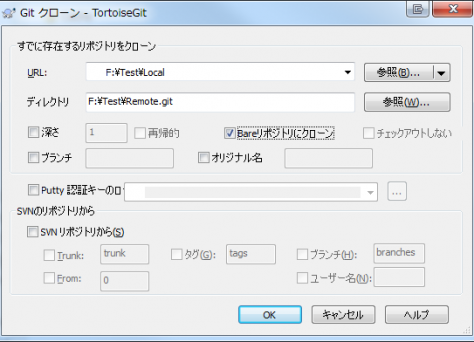 Git クローン - TortoiseGit
すでに存在するリポジトリをクローン
URL: F:¥Test¥Local 参照(B)...
ディレクトリ F:¥Test¥Remote.git 参照(W)...
深さ 1 再帰的 Bareリポジトリにクローン チェックアウトしない
ブランチ オリジナル名
Putty 認証キーのロ ...
SVNのリポジトリから
SVN リポジトリから(S)
Trunk: trunk タグ(G): tags ブランチ(H): branches
From: 0 ユーザー名(N):
OK キャンセル ヘルプ